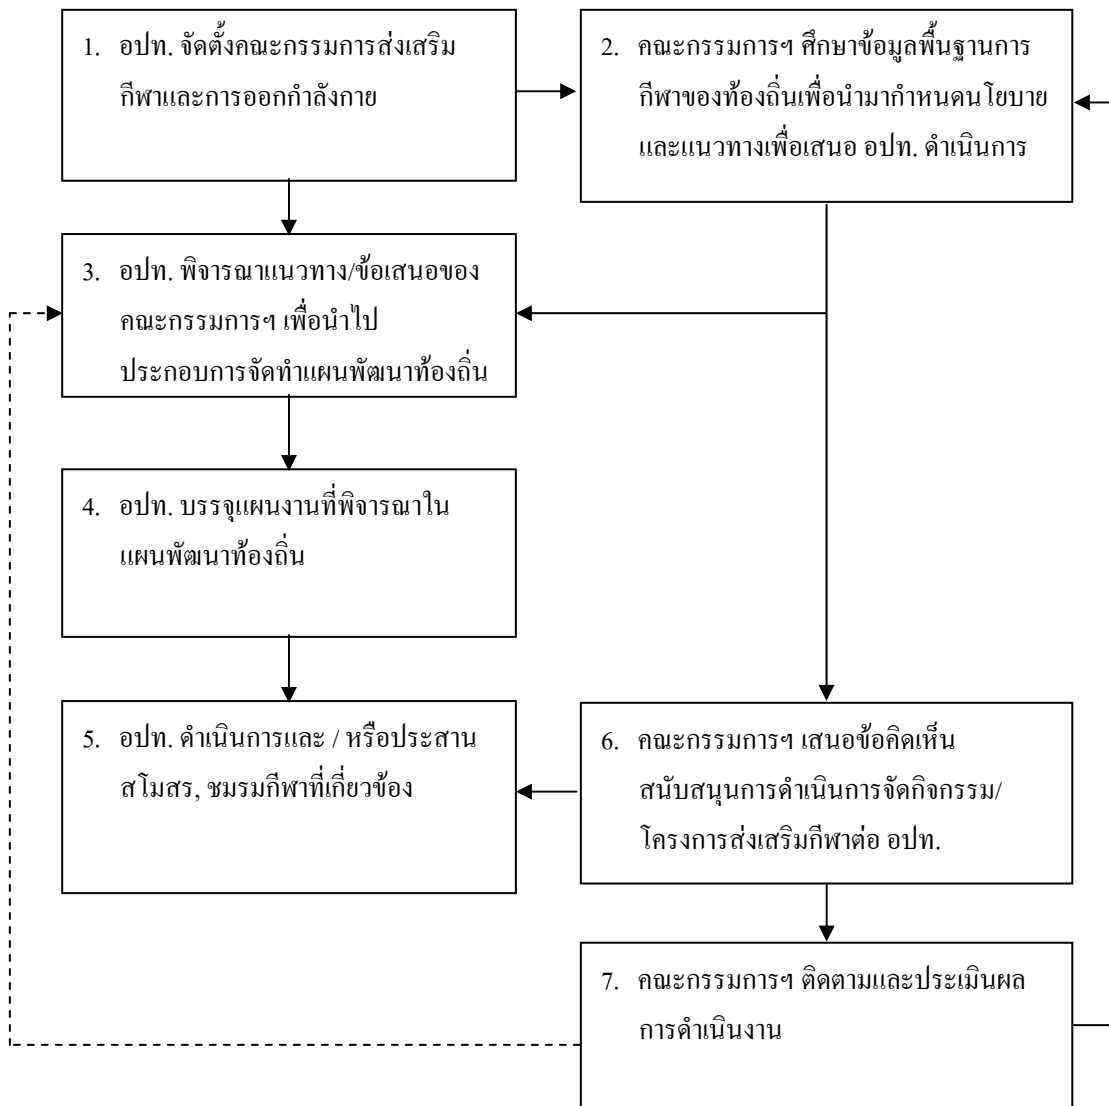 1. อปท. จัดตั้งคณะกรรมการส่งเสริม
กีฬาและการออกกำลังกาย
2. คณะกรรมการฯ ศึกษาข้อมูลพื้นฐานการ
กีฬาของท้องถิ่นเพื่อนำมากำหนดนโยบาย
และแนวทางเพื่อเสนอ อปท. ดำเนินการ
3. อปท. พิจารณาแนวทาง/ข้อเสนอของ
คณะกรรมการฯ เพื่อนำไป
ประกอบการจัดทำแผนพัฒนาท้องถิ่น
4. อปท. บรรจุแผนงานที่พิจารณาใน
แผนพัฒนาท้องถิ่น
5. อปท. ดำเนินการและ / หรือประสาน
สโมสร, ชมรมกีฬาที่เกี่ยวข้อง
6. คณะกรรมการฯ เสนอข้อคิดเห็น
สนับสนุนการดำเนินการจัดกิจกรรม/
โครงการส่งเสริมกีฬาต่อ อปท.
7. คณะกรรมการฯ ติดตามและประเมินผล
การดำเนินงาน